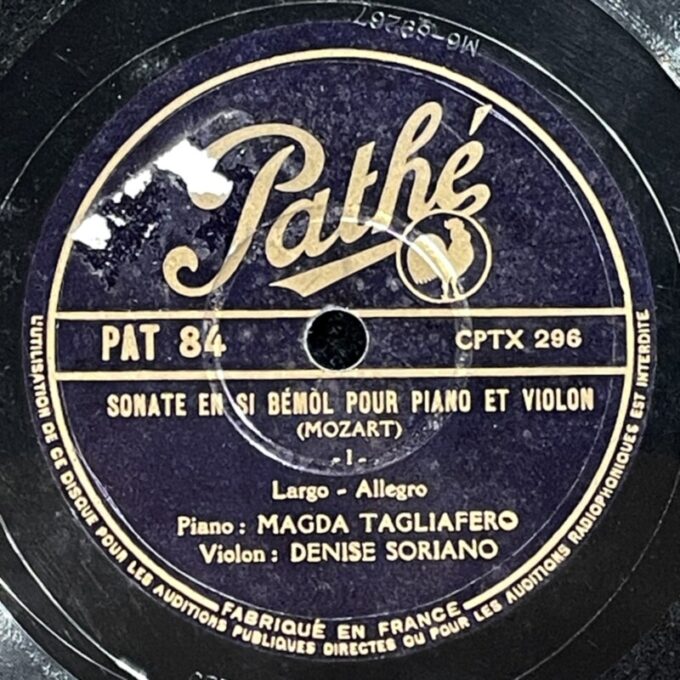 Pathé
PAT 84
CPTX 296
SONATE EN SI BÉMOL POUR PIANO ET VIOLON
(MOZART)
- 1 -
Largo - Allegro
Piano : MAGDA TAGLIAFERO
Violon : DENISE SORIANO
FABRIQUÉ EN FRANCE
L'UTILISATION DE CE DISQUE POUR LES AUDITIONS PUBLIQUES DIRECTES OU POUR LES AUDITIONS RADIOPHONIQUES EST INTERDITE